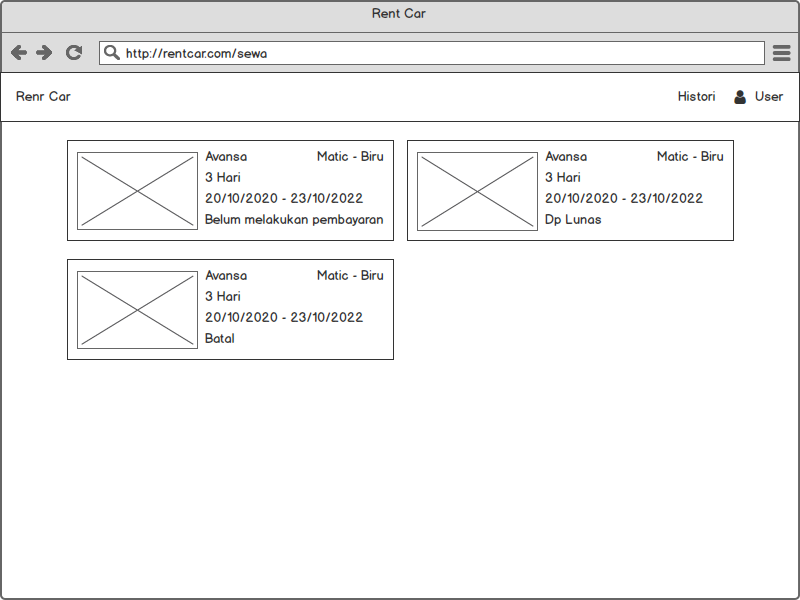 Rent Car
http://rentcar.com/sewa
Renr Car
Histori
User
Avansa Matic - Biru
3 Hari
20/10/2020 - 23/10/2022
Belum melakukan pembayaran
Avansa Matic - Biru
3 Hari
20/10/2020 - 23/10/2022
Dp Lunas
Avansa Matic - Biru
3 Hari
20/10/2020 - 23/10/2022
Batal